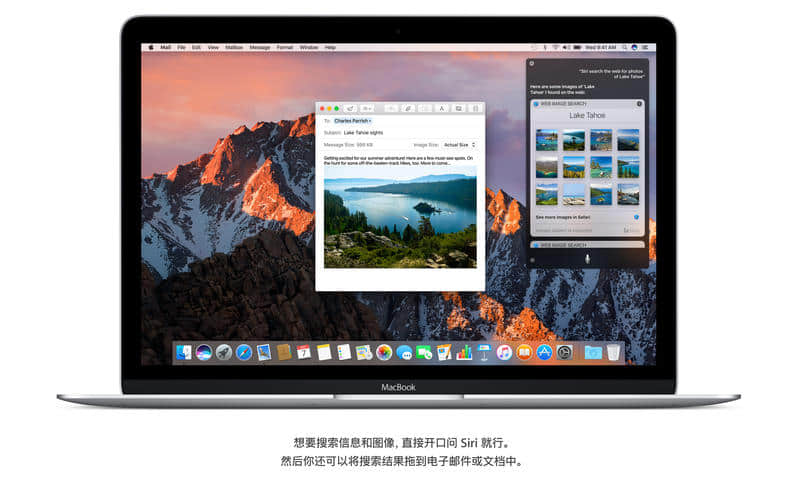 Mail File Edit View Mailbox Message Format Window Help
Wed 9:41 AM
"Siri search the web for photos
of Lake Tahoe"
Here are some images of 'Lake
Tahoe' I found on the web:
WEB IMAGE SEARCH
Lake Tahoe
See more images in Safari
WEB IMAGE SEARCH
To: Charles Parrish
Subject: Lake Tahoe sights
Message Size: 995 KB Image Size: Actual Size
Getting excited for our summer adventure! Here are a few must-see spots. On
the hunt for some off-the-beaten-track hikes, too. More to come...
MacBook
想要搜索信息和图像，直接开口问 Siri 就行。
然后你还可以将搜索结果拖到电子邮件或文档中。